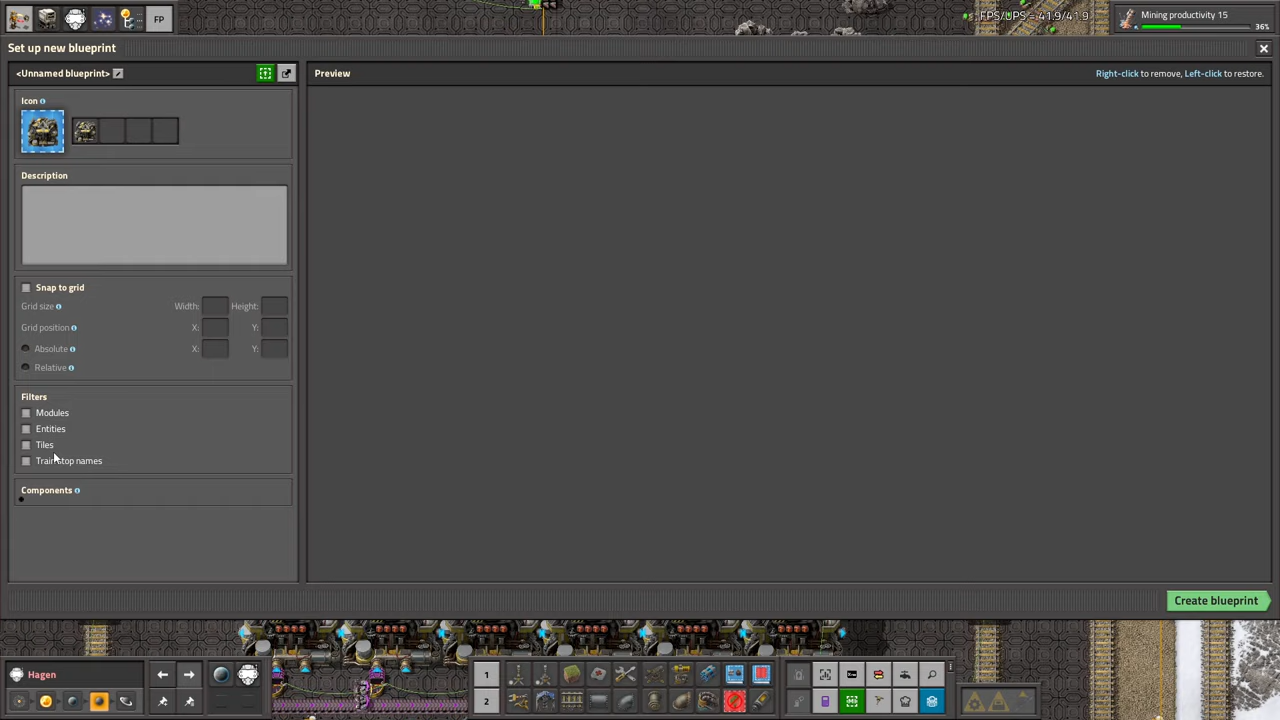 FP
FPS/UPS = 41.9/41.9
Mining productivity 15
36%
Set up new blueprint
<Unnamed blueprint>
Preview
Right-click to remove, Left-click to restore.
Icon
Description
Snap to grid
Grid size Width: Height:
Grid position X: Y:
Absolute X: Y:
Relative
Filters
Modules
Entities
Tiles
Train stop names
Components
Create blueprint
Hagen
1
2